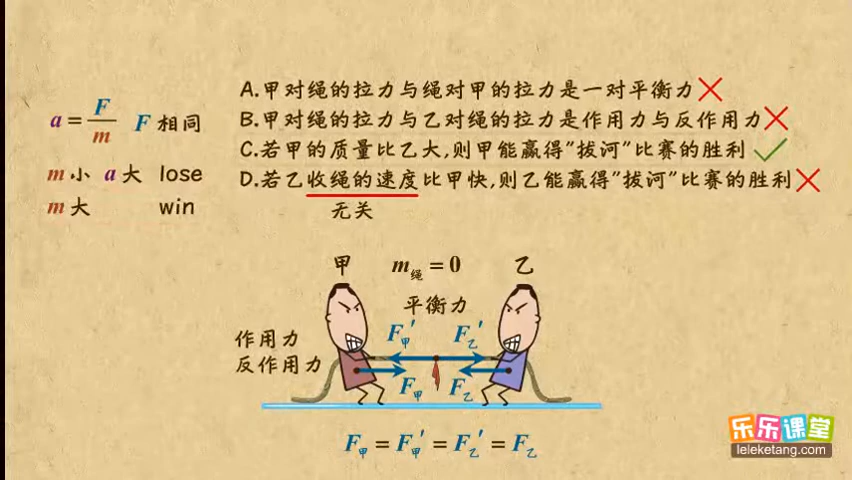 A.甲对绳的拉力与绳对甲的拉力是一对平衡力
B.甲对绳的拉力与乙对绳的拉力是作用力与反作用力
C.若甲的质量比乙大,则甲能赢得"拔河"比赛的胜利
D.若乙收绳的速度比甲快,则乙能赢得"拔河"比赛的胜利
无关
a = F/m F 相同
m 小 a 大 lose
m 大 win
甲 m绳 = 0 乙
平衡力
作用力
反作用力
F甲′ F乙′
F甲 F乙
F甲 = F甲′ = F乙′ = F乙
乐乐课堂
leleketang.com